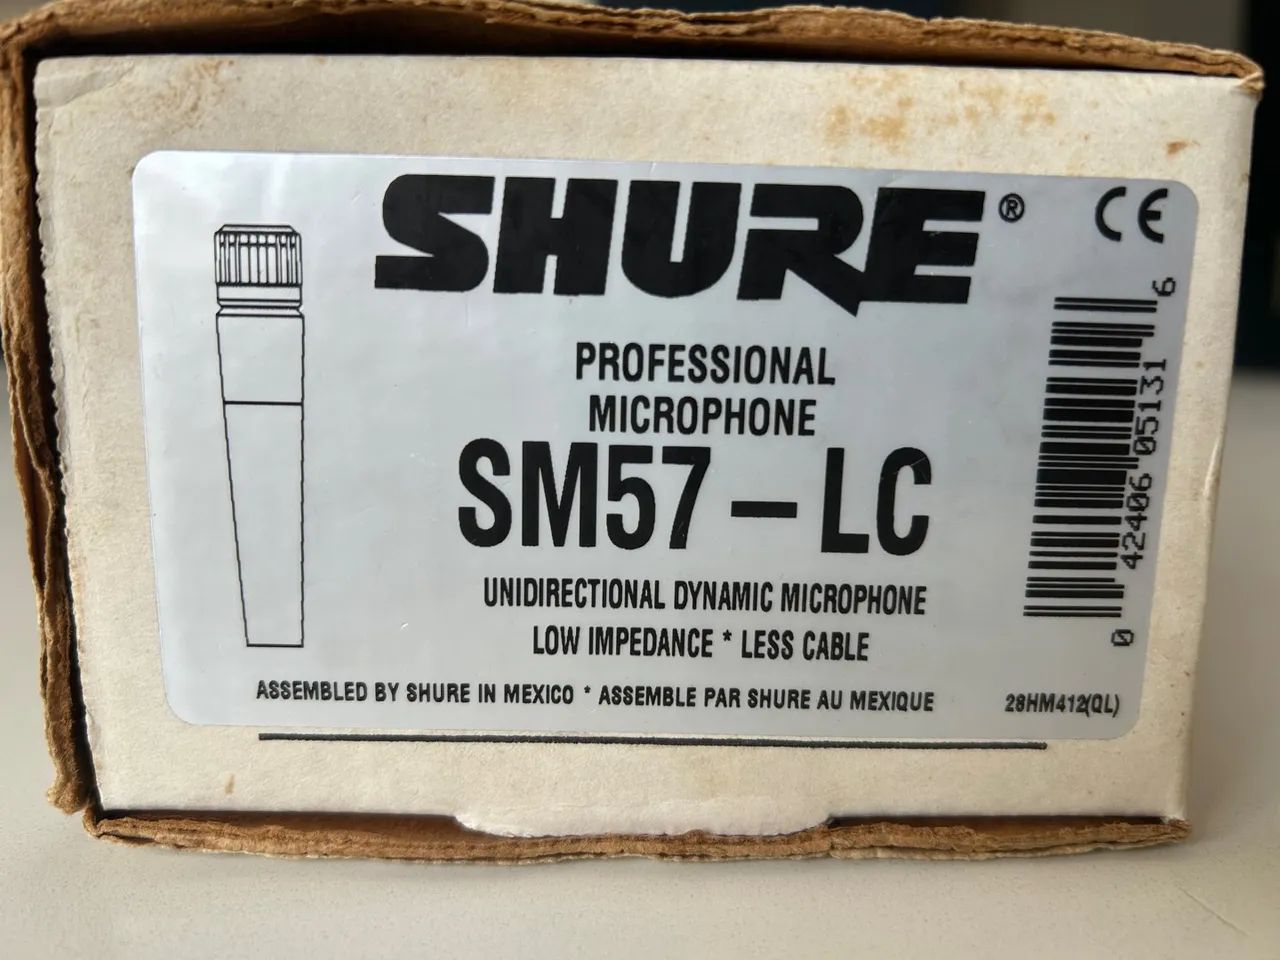 SHURE®
CE
PROFESSIONAL
MICROPHONE
SM57-LC
UNIDIRECTIONAL DYNAMIC MICROPHONE
LOW IMPEDANCE * LESS CABLE
ASSEMBLED BY SHURE IN MEXICO * ASSEMBLE PAR SHURE AU MEXIQUE
28HM412(QL)
0 42406 05131 6